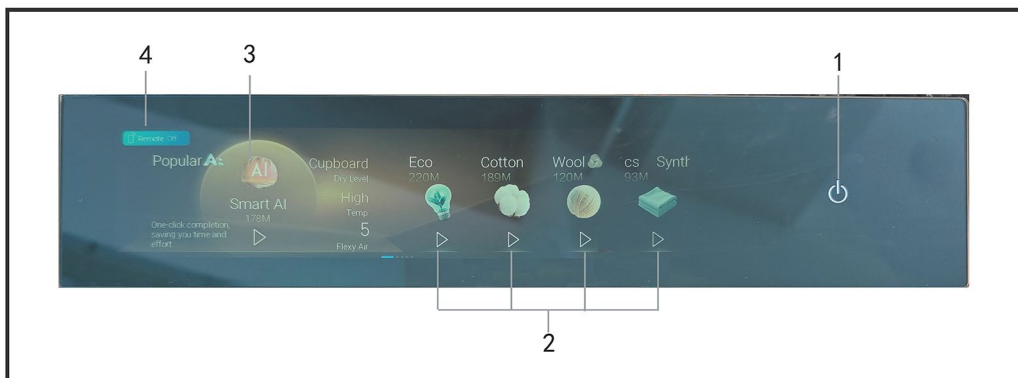 4
3
1
Remote Off
Popular
AI
Smart AI
178M
One-click completion,
saving you time and
effort
Cupboard
Dry Level
High
Temp
5
Flexy Air
Eco
220M
Cotton
189M
Wool
120M
cs
93M
Synth
2